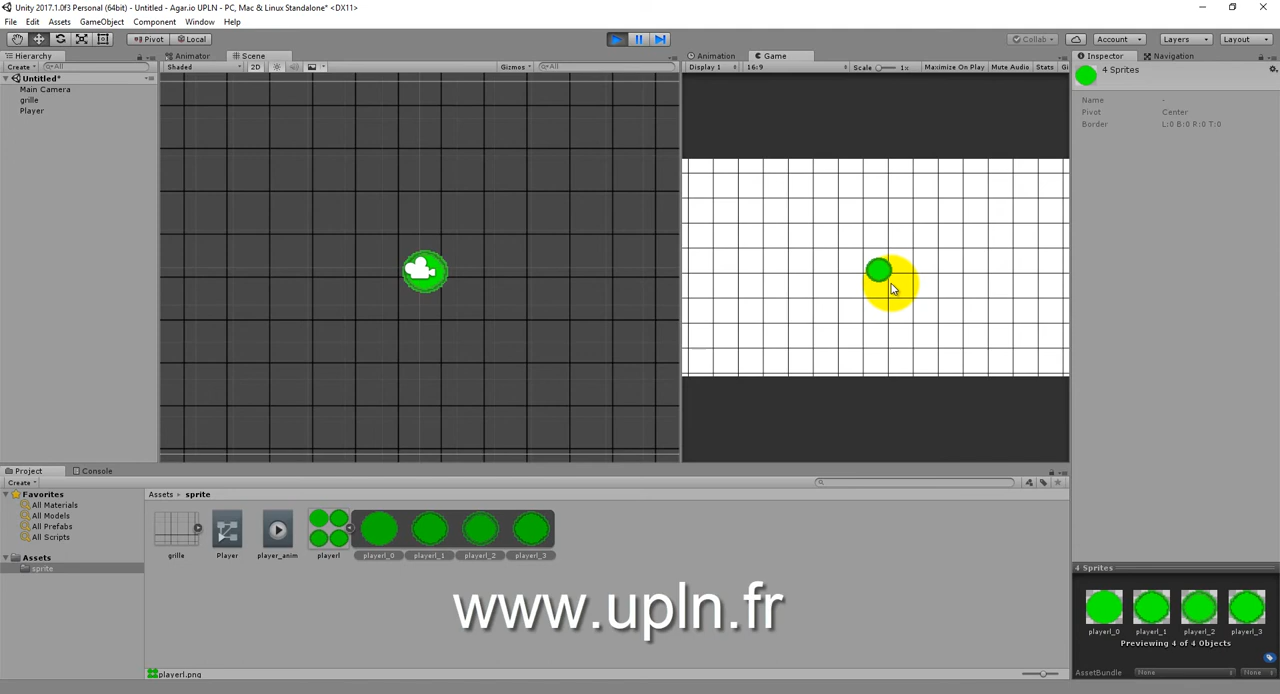 Unity 2017.1.0f3 Personal (64bit) - Untitled - Agar.io UPLN - PC, Mac & Linux Standalone* <DX11>
File Edit Assets GameObject Component Window Help
Pivot Local Collab Account Layers Layout
Hierarchy Animator Scene Animation Game Inspector Navigation
Create All Shaded 2D Gizmos All Display 1 16:9 Scale 1x Maximize On Play Mute Audio Stats Gi
4 Sprites
Untitled*
Main Camera
grille
Player
Name -
Pivot Center
Border L:0 B:0 R:0 T:0
Project Console
Create
Favorites
All Materials
All Models
All Prefabs
All Scripts
Assets
sprite
Assets sprite
grille Player player_anim playerl playerl_0 playerl_1 playerl_2 playerl_3
www.upln.fr
playerl.png
4 Sprites
playerl_0 playerl_1 playerl_2 playerl_3
Previewing 4 of 4 Objects
AssetBundle None None